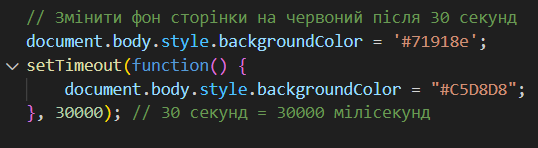 // Змінити фон сторінки на червоний після 30 секунд
document.body.style.backgroundColor = '#71918e';
setTimeout(function() {
    document.body.style.backgroundColor = "#C5D8D8";
}, 30000); // 30 секунд = 30000 мілісекунд